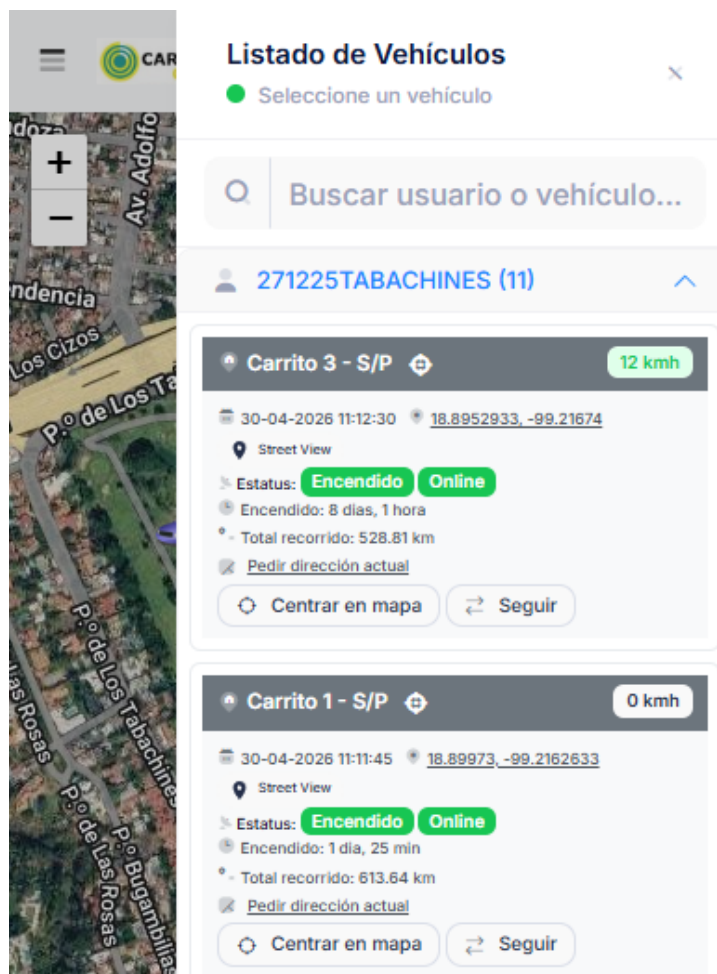 CAR
Listado de Vehículos
×
Seleccione un vehículo
+
−
Av. Adolfo
Buscar usuario o vehículo...
ndencia
271225TABACHINES (11)
Los Cizos
P.º de Los Ta
Carrito 3 - S/P
12 kmh
30-04-2026 11:12:30
18.8952933, -99.21674
Street View
Estatus: Encendido Online
Encendido: 8 dias, 1 hora
Total recorrido: 528.81 km
Pedir dirección actual
Centrar en mapa
Seguir
P.º de Los Tabachines
Carrito 1 - S/P
0 kmh
30-04-2026 11:11:45
18.89973, -99.2162633
Street View
Estatus: Encendido Online
Encendido: 1 dia, 25 min
Total recorrido: 613.64 km
Pedir dirección actual
Centrar en mapa
Seguir
las Rosas
P.º de Las Rosas
P.º Bugambilias